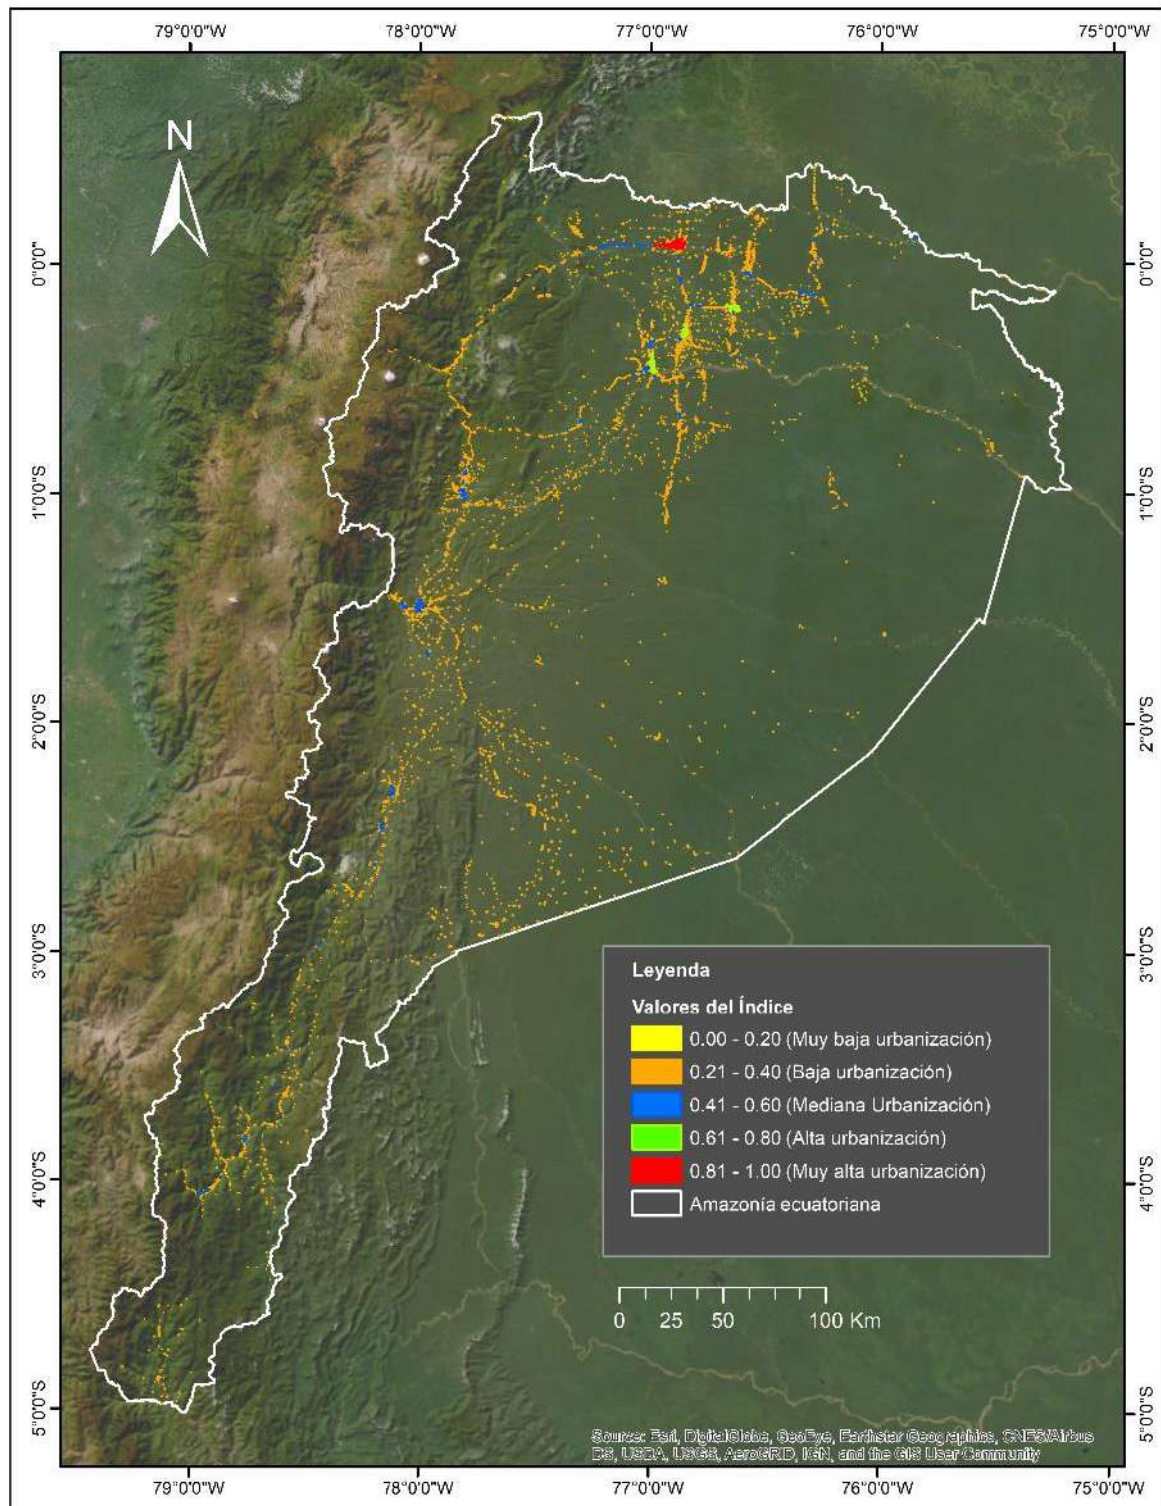 79°0'0"W 78°0'0"W 77°0'0"W 76°0'0"W 75°0'0"W
N
0°0'0" 0°0'0"
1°0'0"S 1°0'0"S
2°0'0"S 2°0'0"S
3°0'0"S 3°0'0"S
Leyenda
Valores del Índice
0.00 - 0.20 (Muy baja urbanización)
0.21 - 0.40 (Baja urbanización)
0.41 - 0.60 (Mediana Urbanización)
0.61 - 0.80 (Alta urbanización)
0.81 - 1.00 (Muy alta urbanización)
Amazonía ecuatoriana
4°0'0"S 4°0'0"S
0 25 50 100 Km
5°0'0"S 5°0'0"S
Source: Esri, DigitalGlobe, GeoEye, Earthstar Geographics, CNES/Airbus
DS, USDA, USGS, AeroGRID, IGN, and the GIS User Community
79°0'0"W 78°0'0"W 77°0'0"W 76°0'0"W 75°0'0"W